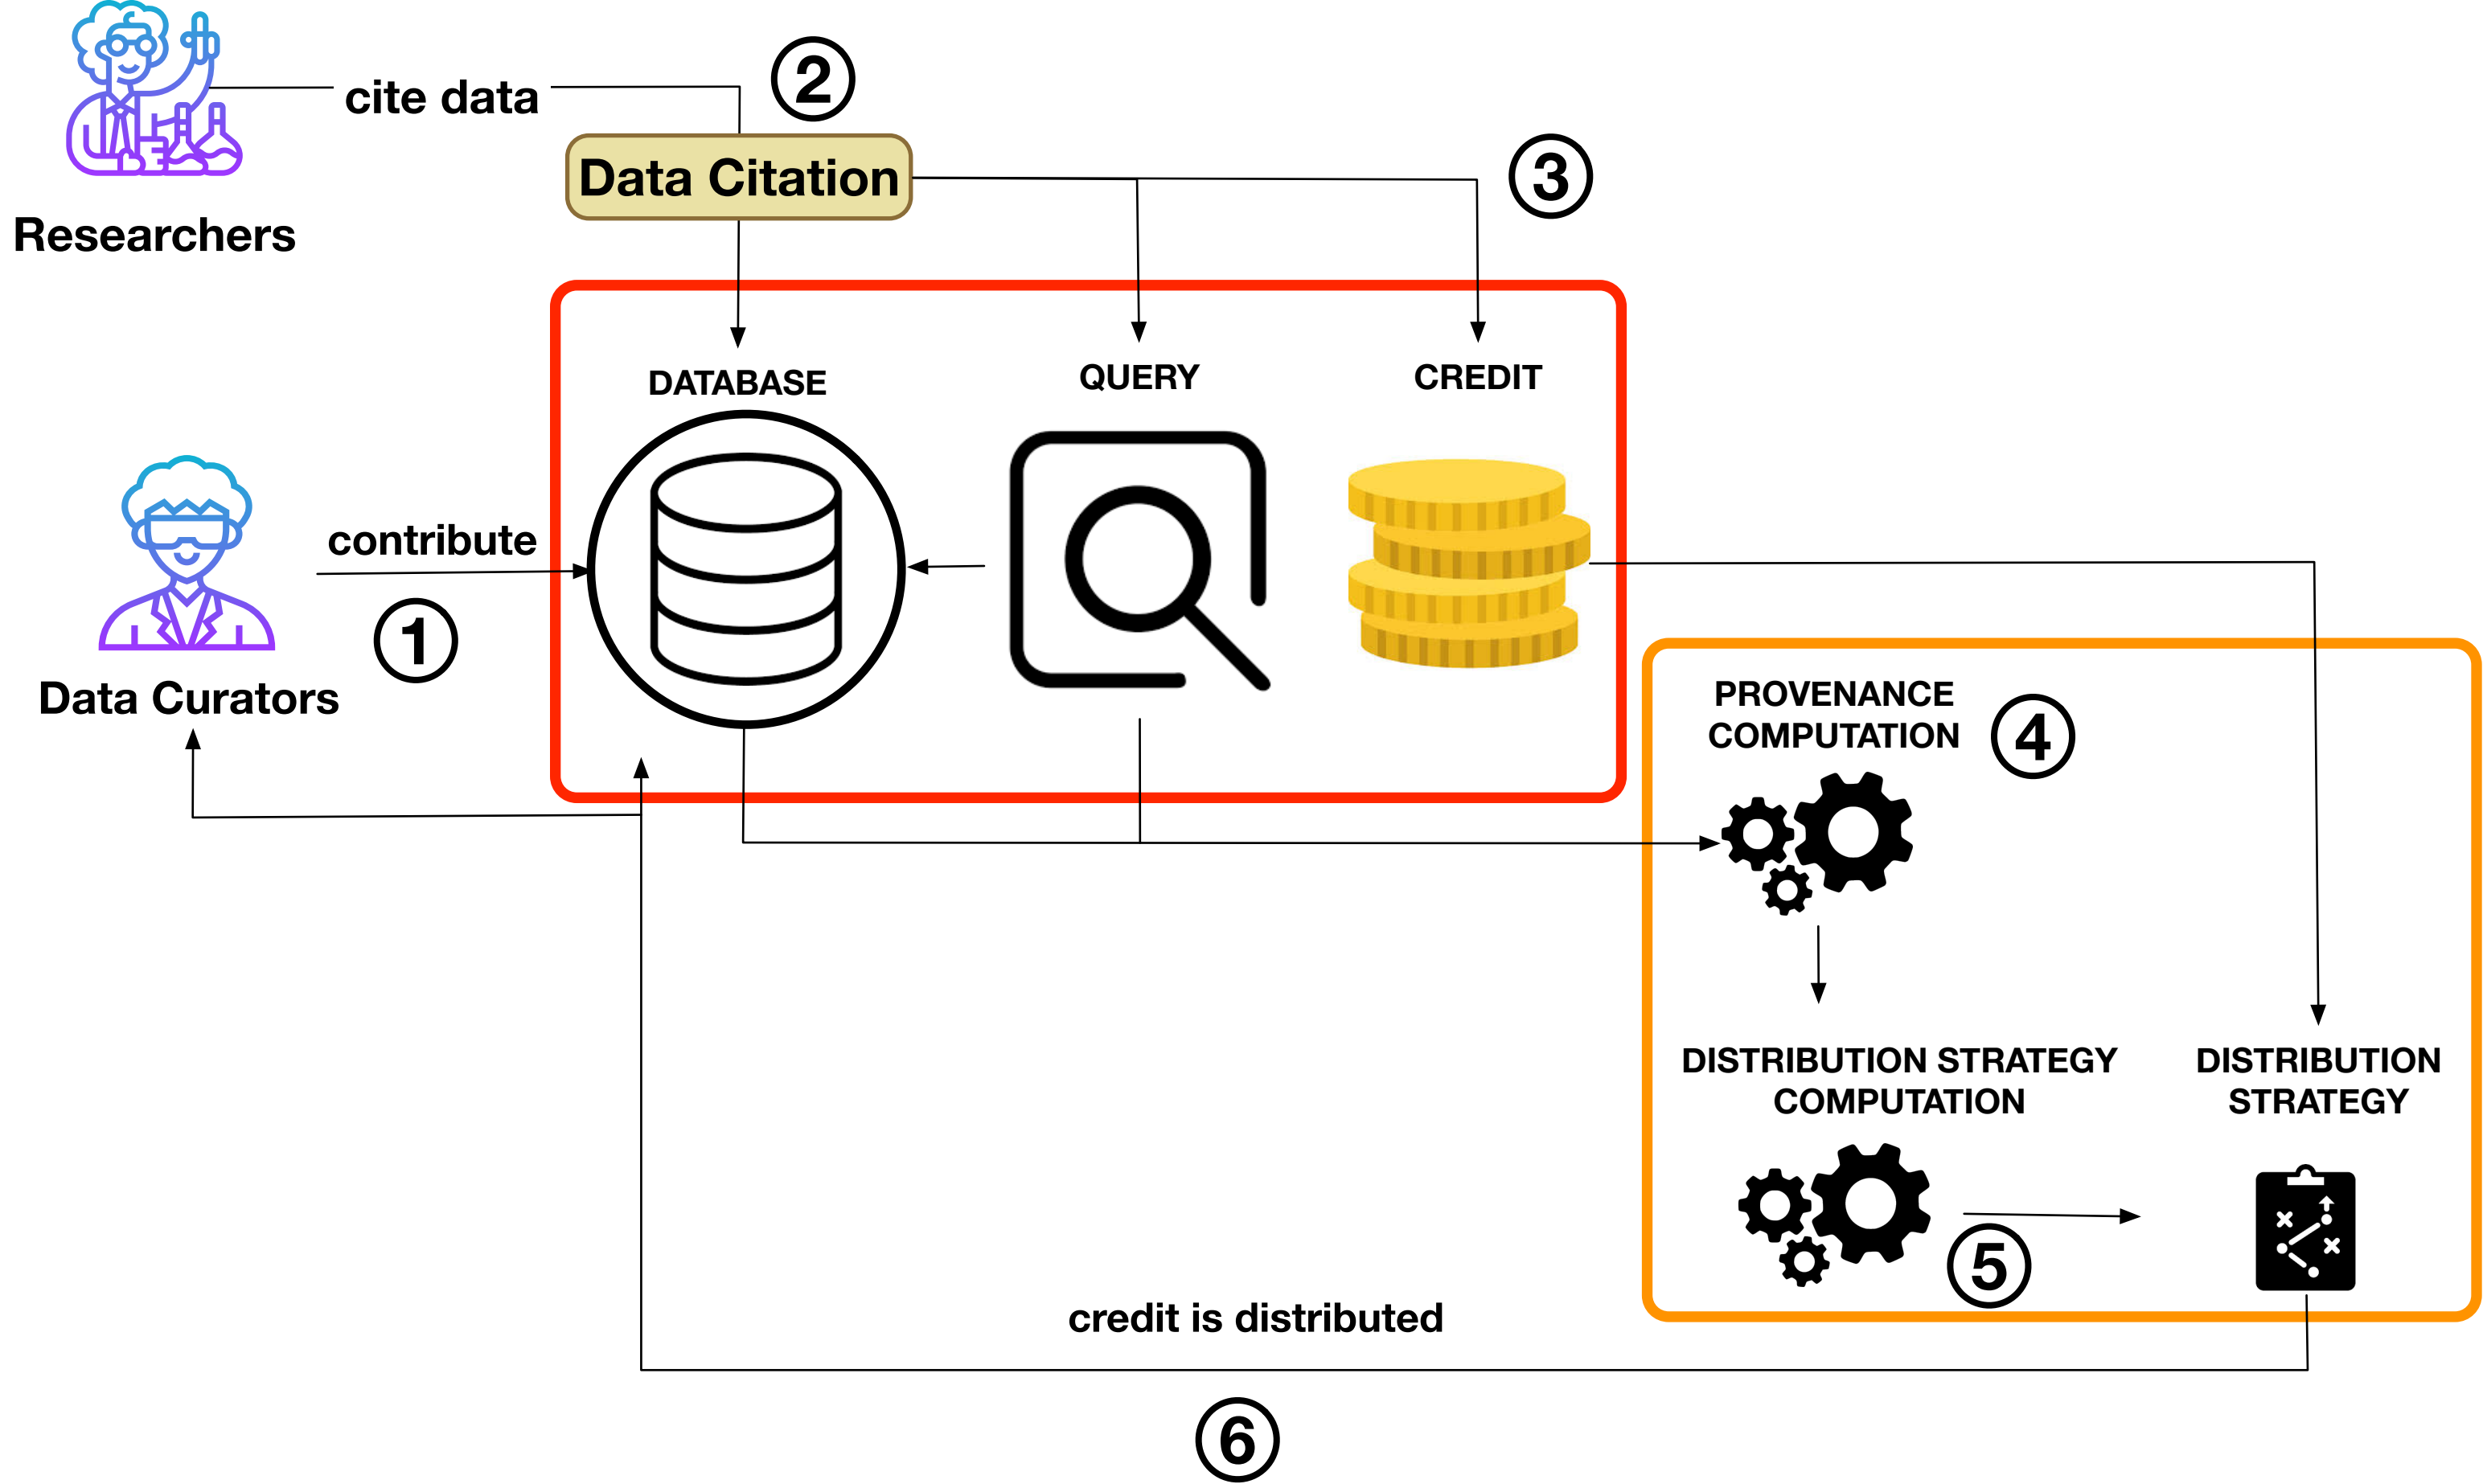 cite data
2
Data Citation
3
Researchers
DATABASE
QUERY
CREDIT
contribute
1
Data Curators
PROVENANCE
COMPUTATION
4
DISTRIBUTION STRATEGY
COMPUTATION
DISTRIBUTION
STRATEGY
5
credit is distributed
6